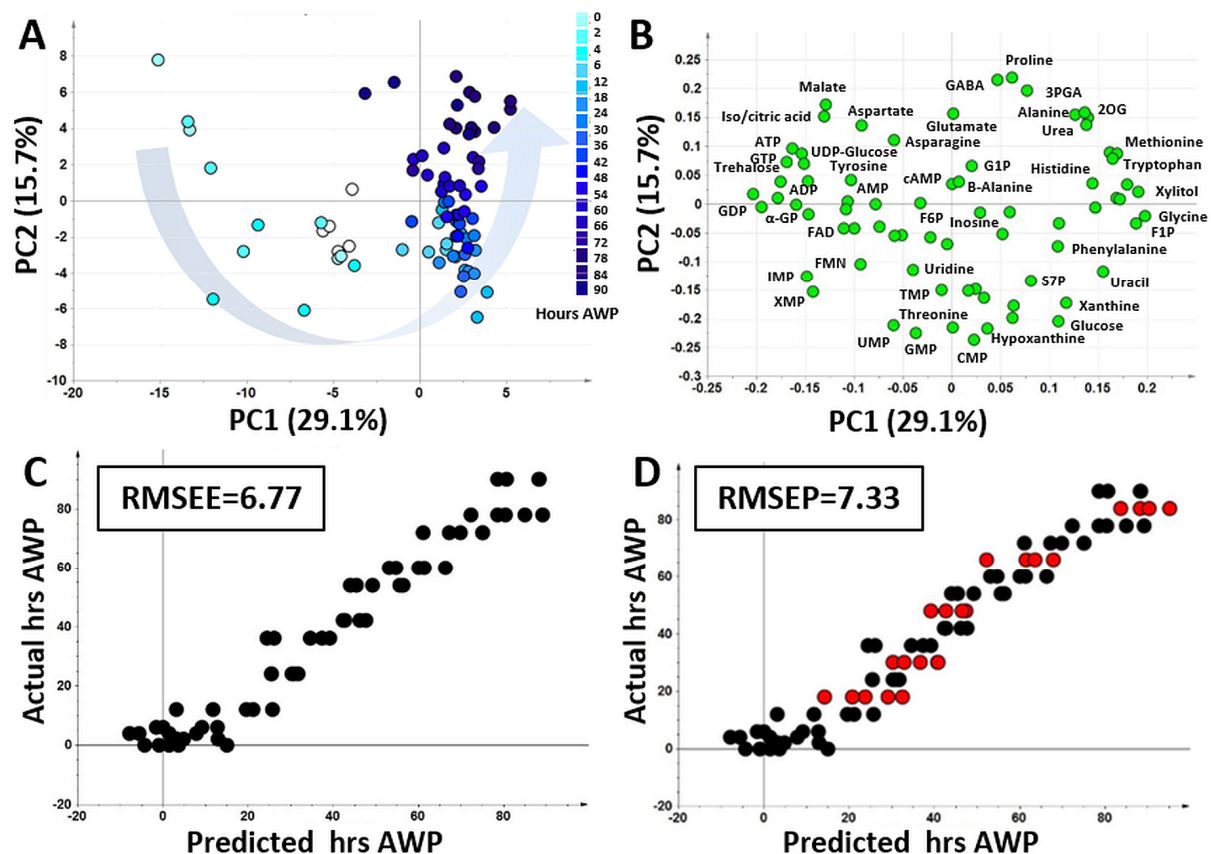 A
PC2 (15.7%)
8
6
4
2
0
-2
-4
-6
-8
-10
-20
-15
-10
-5
0
5
PC1 (29.1%)
0
2
4
6
12
18
24
30
36
42
48
54
60
66
72
78
84
90
Hours AWP
B
PC2 (15.7%)
0.25
0.2
0.15
0.1
0.05
0
-0.05
-0.1
-0.15
-0.2
-0.25
-0.3
-0.25
-0.2
-0.15
-0.1
-0.05
0
0.05
0.1
0.15
0.2
PC1 (29.1%)
Proline
GABA
3PGA
Malate
Iso/citric acid
Aspartate
Glutamate
Alanine
2OG
Urea
ATP
GTP
UDP-Glucose
Asparagine
Methionine
Trehalose
Tyrosine
G1P
Histidine
Tryptophan
ADP
AMP
cAMP
B-Alanine
Xylitol
GDP
α-GP
F6P
Inosine
Glycine
F1P
FAD
Phenylalanine
FMN
Uridine
IMP
S7P
Uracil
XMP
TMP
Xanthine
Threonine
Glucose
UMP
GMP
CMP
Hypoxanthine
C
RMSEE=6.77
Actual hrs AWP
80
60
40
20
0
-20
-20
0
20
40
60
80
Predicted hrs AWP
D
RMSEP=7.33
Actual hrs AWP
80
60
40
20
0
-20
-20
0
20
40
60
80
Predicted hrs AWP